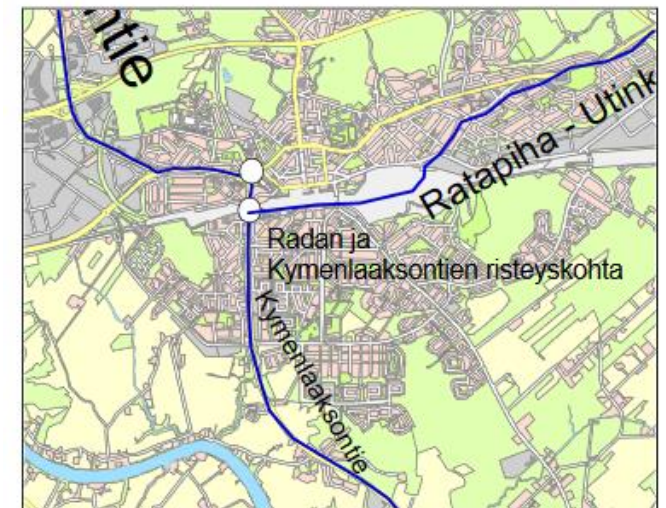 ntie
Ratapiha - Utink
Radan ja
Kymenlaaksontien risteyskohta
Kymenlaaksontie